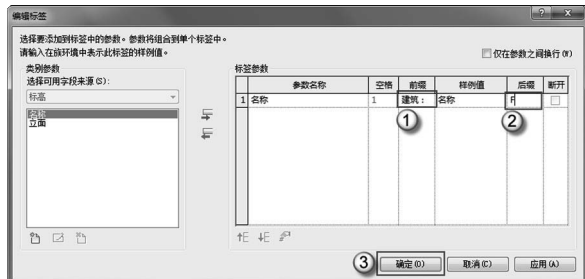 编辑标签
选择要添加到标签中的参数。参数将组合到单个标签中。
请输入在族环境中表示此标签的样例值。
仅在参数之间换行(W)
类别参数
选择可用字段来源(S):
标高
名称
立面
标签参数
参数名称 空格 前缀 样例值 后缀 断开
1 名称 1 建筑: 名称 F
① ②
③ 确定(O) 取消(C) 应用(A)